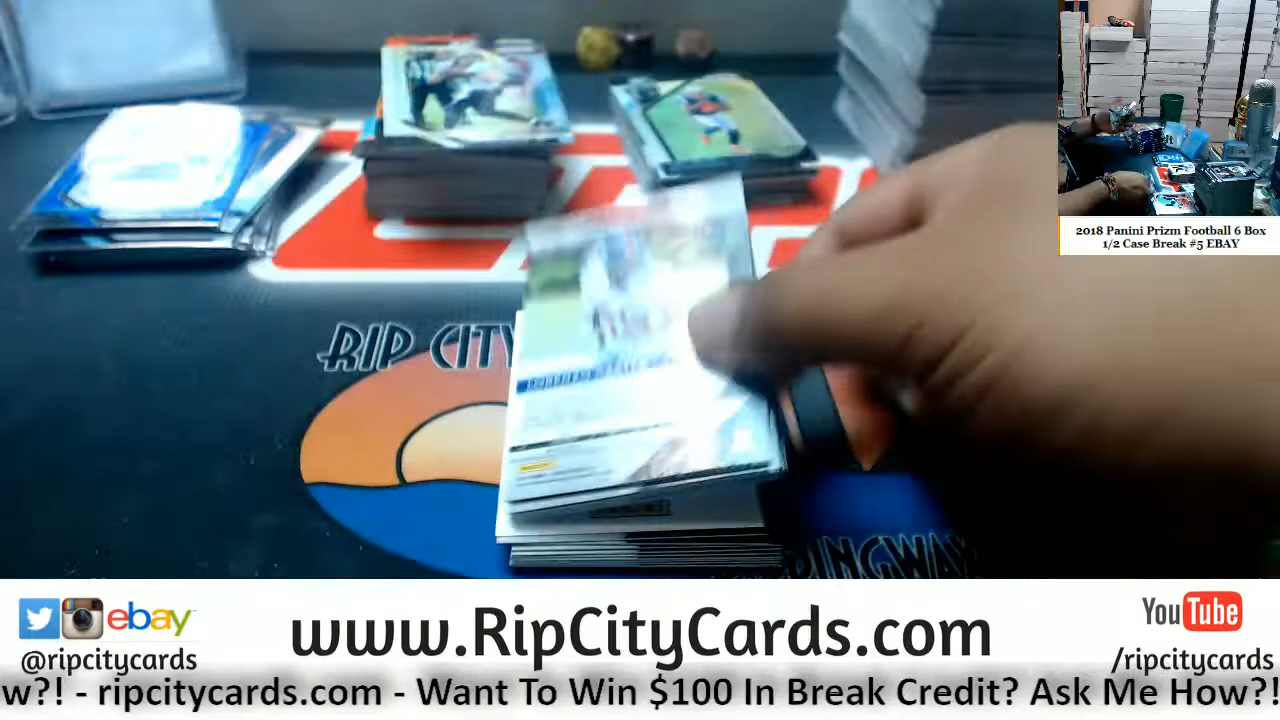 RIP CITY
2018 Panini Prizm Football 6 Box
1/2 Case Break #5 EBAY
ebay
@ripcitycards
www.RipCityCards.com
YouTube
/ripcitycards
w?! - ripcitycards.com - Want To Win $100 In Break Credit? Ask Me How?!